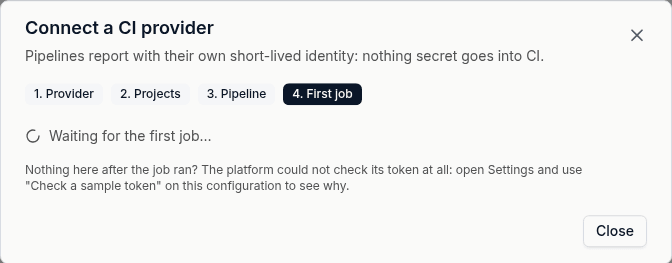 Connect a CI provider
Pipelines report with their own short-lived identity: nothing secret goes into CI.
1. Provider
2. Projects
3. Pipeline
4. First job
Waiting for the first job...
Nothing here after the job ran? The platform could not check its token at all: open Settings and use
"Check a sample token" on this configuration to see why.
Close